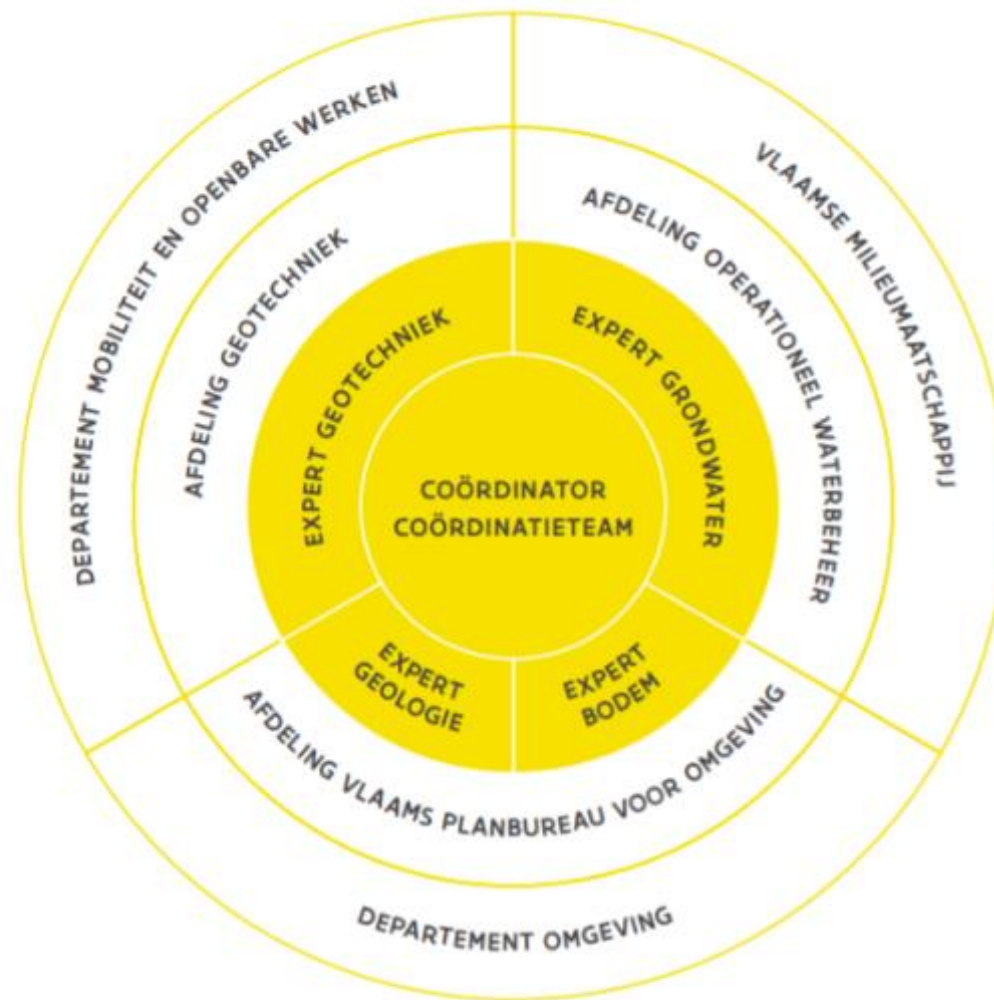 DEPARTEMENT MOBILITEIT EN OPENBARE WERKEN
VLAAMSE MILIEUMAATSCHAPPIJ
AFDELING GEOTECHNIEK
AFDELING OPERATIONEEL WATERBEHEER
EXPERT GEOTECHNIEK
EXPERT GRONDWATER
COÖRDINATOR
COÖRDINATIETEAM
EXPERT
GEOLOGIE
EXPERT
BODEM
AFDELING VLAAMS PLANBUREAU VOOR OMGEVING
DEPARTEMENT OMGEVING